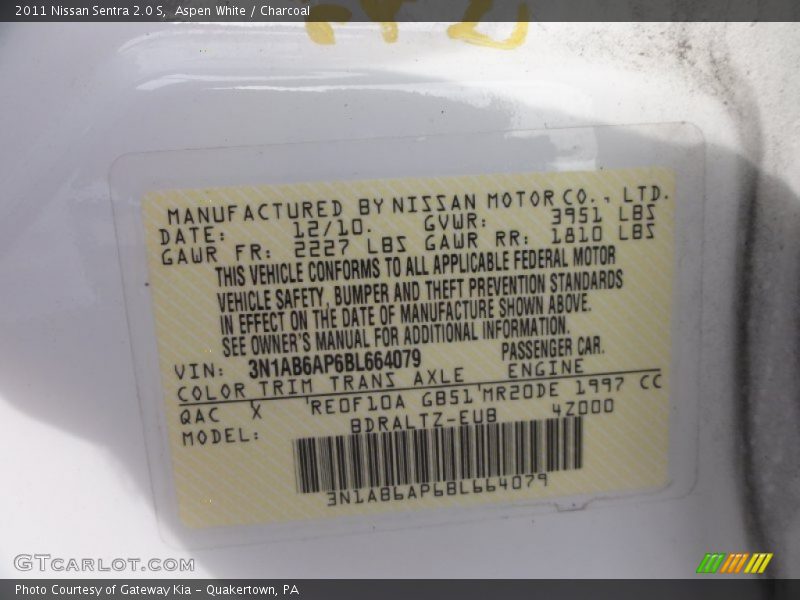 2011 Nissan Sentra 2.0 S,  Aspen White / Charcoal
MANUFACTURED BY NISSAN MOTOR CO., LTD.
DATE: 12/10. GVWR: 3951 LBS
GAWR FR: 2227 LBS GAWR RR: 1810 LBS
THIS VEHICLE CONFORMS TO ALL APPLICABLE FEDERAL MOTOR
VEHICLE SAFETY, BUMPER AND THEFT PREVENTION STANDARDS
IN EFFECT ON THE DATE OF MANUFACTURE SHOWN ABOVE.
SEE OWNER'S MANUAL FOR ADDITIONAL INFORMATION.
VIN: 3N1AB6AP6BL664079 PASSENGER CAR.
COLOR TRIM TRANS AXLE ENGINE
QAC X 'RE0F10A GB51'MR20DE 1997 CC
MODEL: BDRALTZ-EUB 4Z000
3N1AB6AP6BL664079
GTCARLOT.COM
Photo Courtesy of Gateway Kia - Quakertown, PA